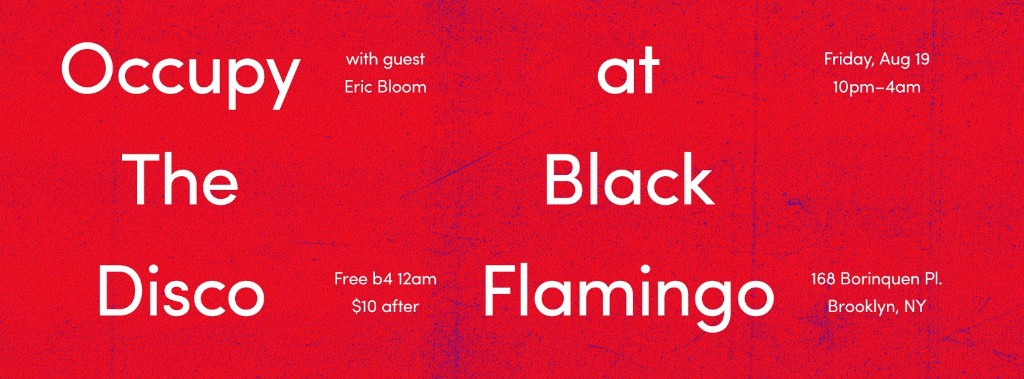 Occupy
The
Disco
with guest
Eric Bloom
Free b4 12am
$10 after
at
Black
Flamingo
Friday, Aug 19
10pm–4am
168 Borinquen Pl.
Brooklyn, NY